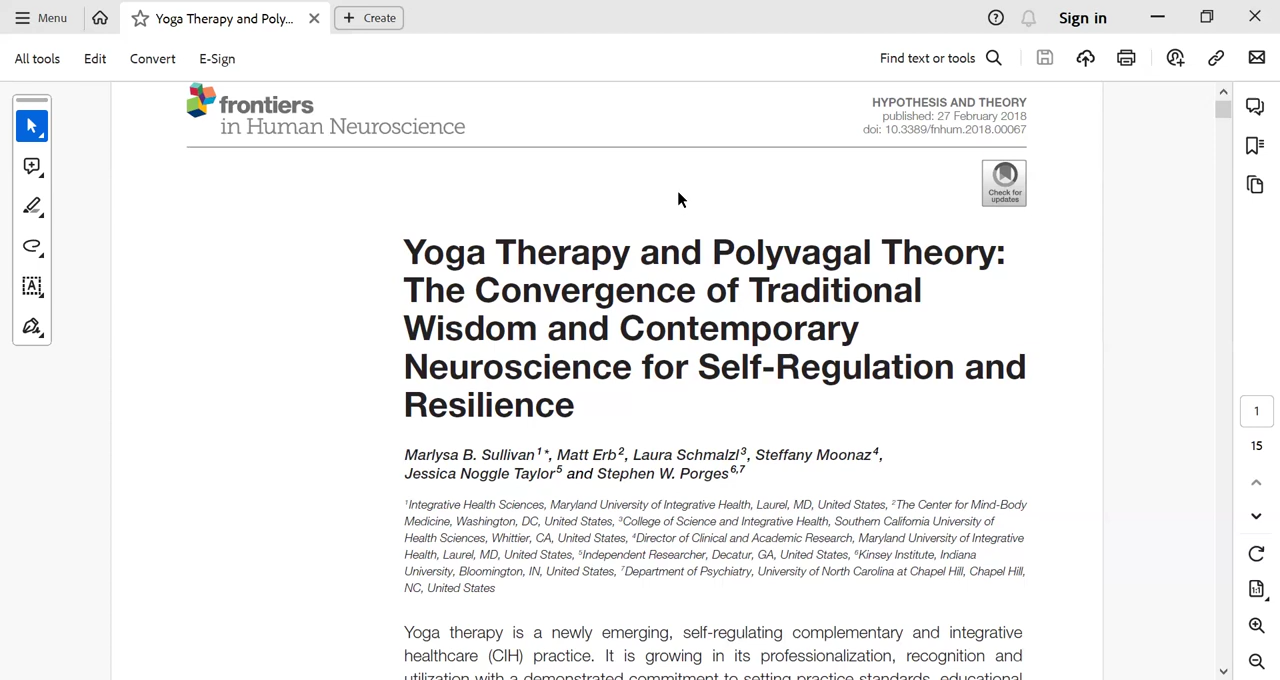 Menu
Yoga Therapy and Poly...
Create
Sign in
All tools
Edit
Convert
E-Sign
Find text or tools
frontiers
in Human Neuroscience
HYPOTHESIS AND THEORY
published: 27 February 2018
doi: 10.3389/fnhum.2018.00067
Check for
updates
Yoga Therapy and Polyvagal Theory:
The Convergence of Traditional
Wisdom and Contemporary
Neuroscience for Self-Regulation and
Resilience
Marlysa B. Sullivan1*, Matt Erb2, Laura Schmalzl3, Steffany Moonaz4,
Jessica Noggle Taylor5 and Stephen W. Porges6,7
1Integrative Health Sciences, Maryland University of Integrative Health, Laurel, MD, United States, 2The Center for Mind-Body
Medicine, Washington, DC, United States, 3College of Science and Integrative Health, Southern California University of
Health Sciences, Whittier, CA, United States, 4Director of Clinical and Academic Research, Maryland University of Integrative
Health, Laurel, MD, United States, 5Independent Researcher, Decatur, GA, United States, 6Kinsey Institute, Indiana
University, Bloomington, IN, United States, 7Department of Psychiatry, University of North Carolina at Chapel Hill, Chapel Hill,
NC, United States
Yoga therapy is a newly emerging, self-regulating complementary and integrative
healthcare (CIH) practice. It is growing in its professionalization, recognition and
utilization with a demonstrated commitment to setting practice standards, educational
1
15